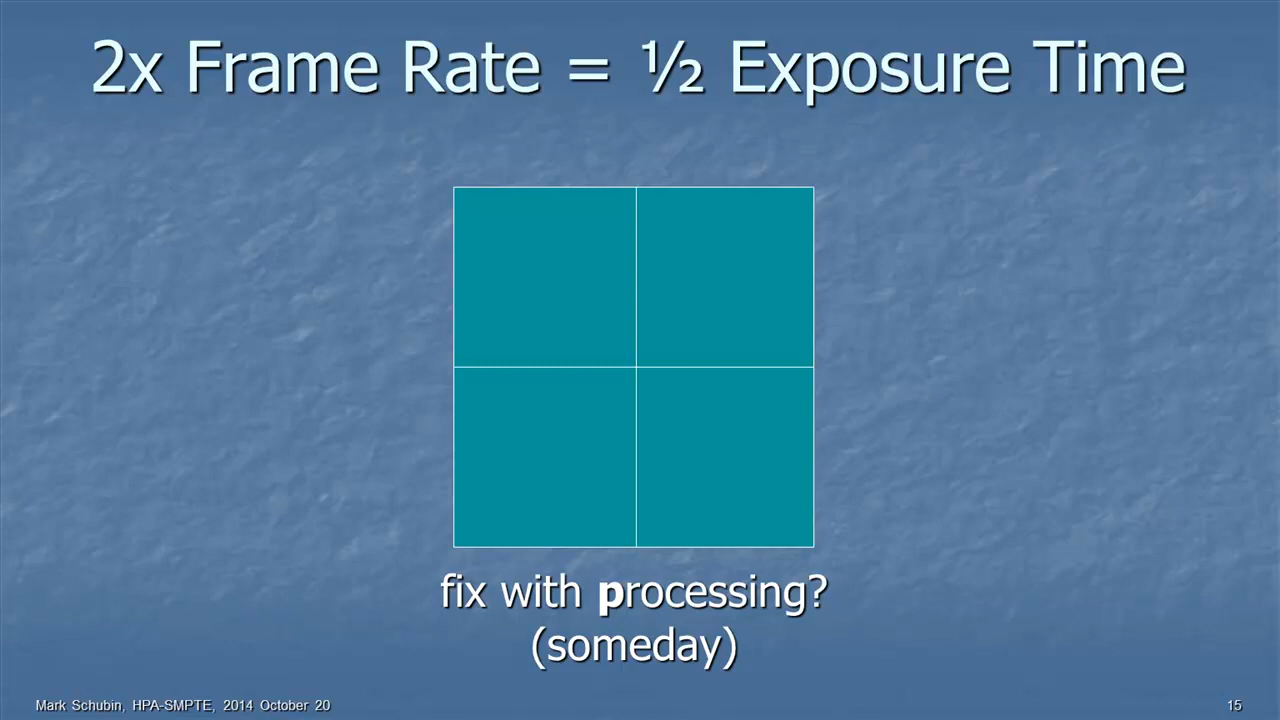 2x Frame Rate = ½ Exposure Time
fix with processing?
(someday)
Mark Schubin, HPA-SMPTE, 2014 October 20
15